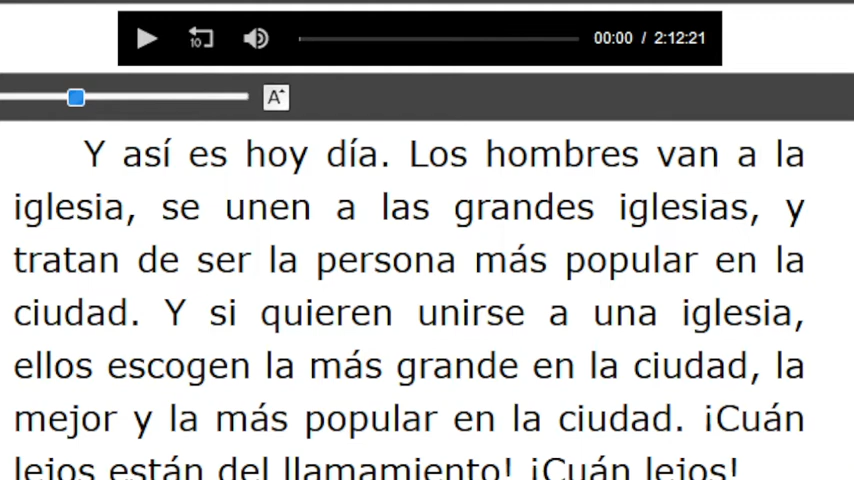 10
00:00 / 2:12:21
A
Y así es hoy día. Los hombres van a la
iglesia, se unen a las grandes iglesias, y
tratan de ser la persona más popular en la
ciudad. Y si quieren unirse a una iglesia,
ellos escogen la más grande en la ciudad, la
mejor y la más popular en la ciudad. ¡Cuán
lejos están del llamamiento! ¡Cuán lejos!